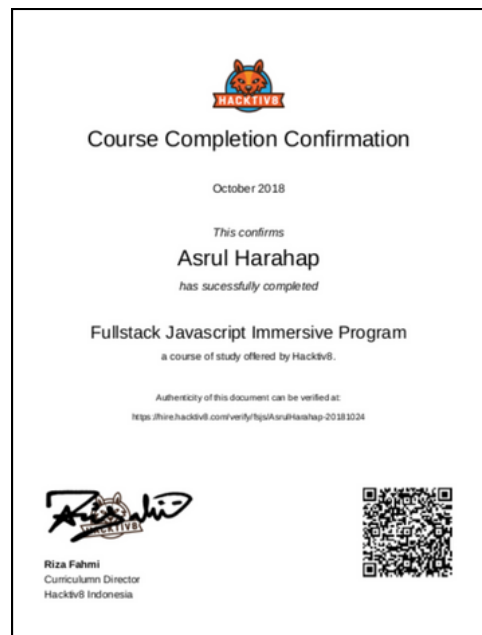 HACKTIV8
Course Completion Confirmation
October 2018
This confirms
Asrul Harahap
has sucessfully completed
Fullstack Javascript Immersive Program
a course of study offered by Hacktiv8.
Authenticity of this document can be verified at:
https://hire.hacktiv8.com/verify/fsjs/AsrulHarahap-20181024
HACKTIV8
Riza Fahmi
Curiculumn Director
Hacktiv8 Indonesia